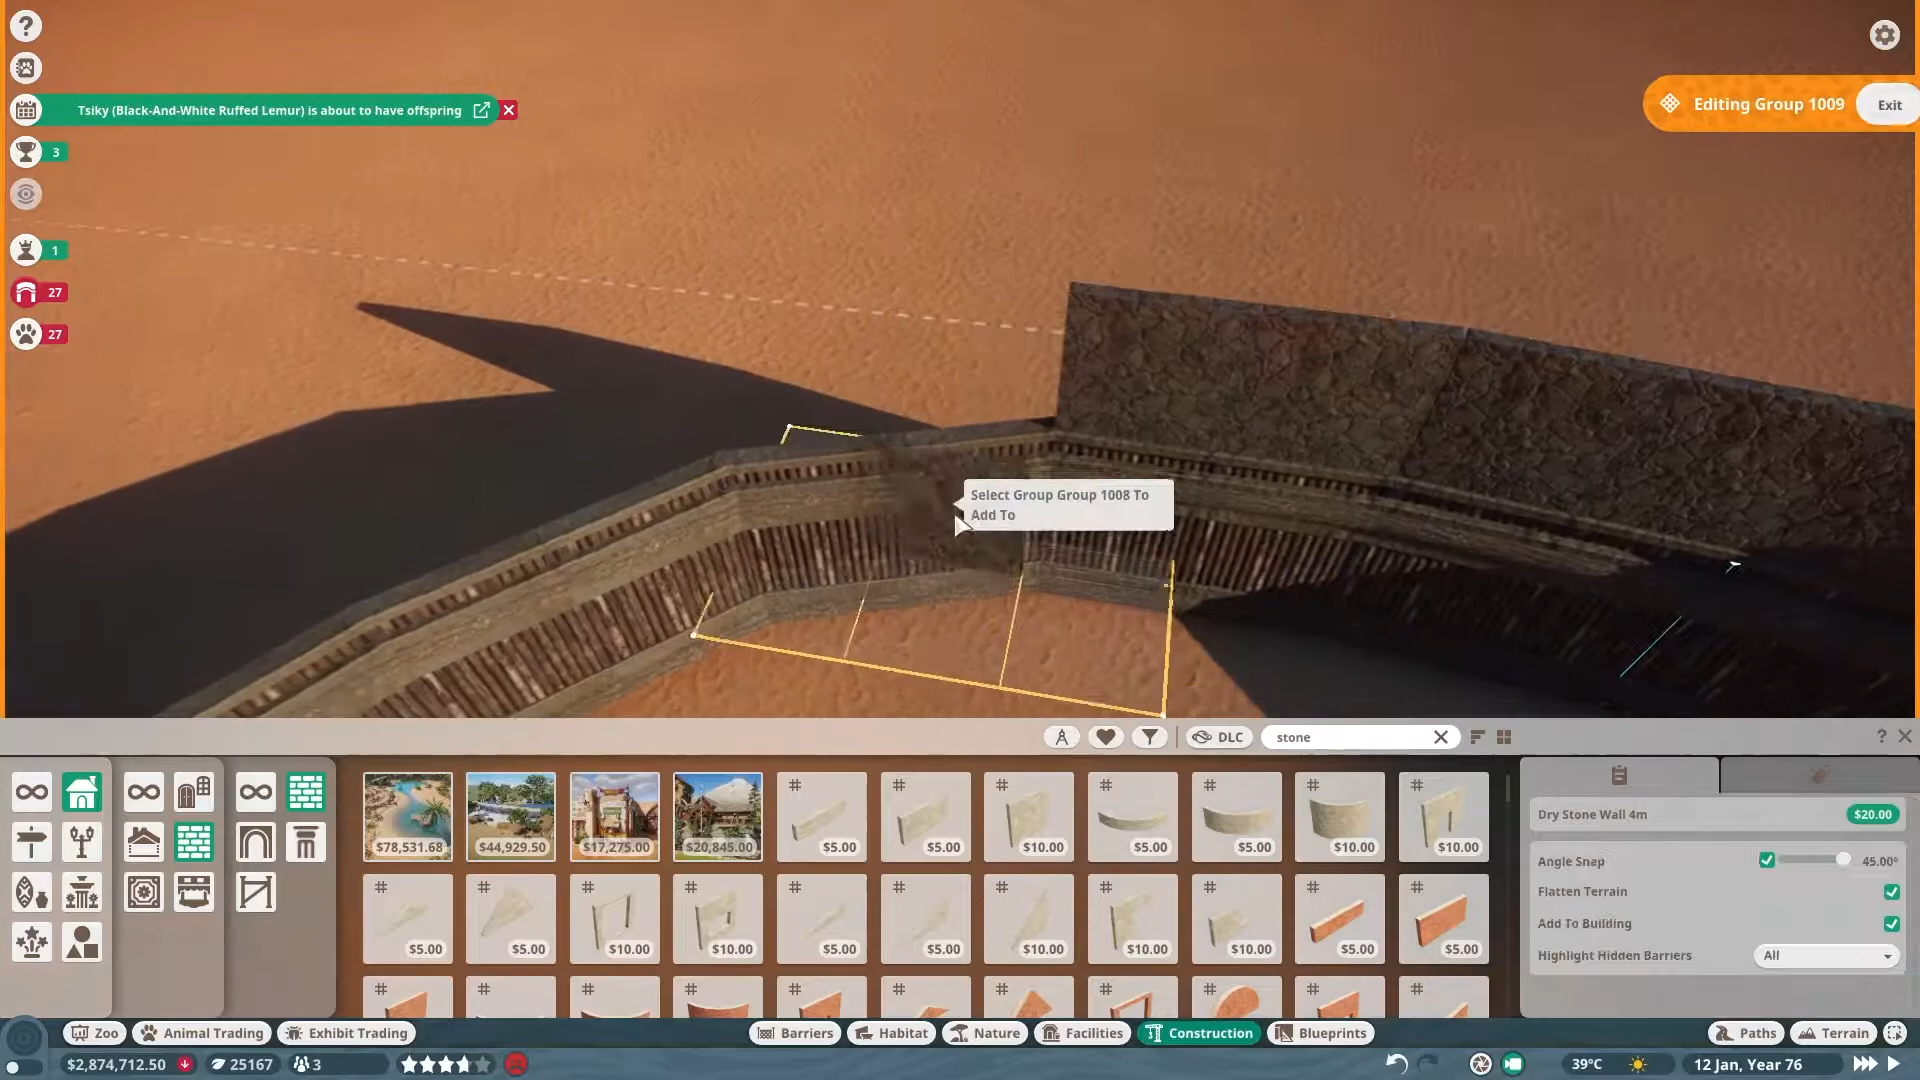 Tsiky (Black-And-White Ruffed Lemur) is about to have offspring
Editing Group 1009
Exit
3
1
27
27
Select Group Group 1008 To
Add To
DLC
stone
$78,531.68
$44,929.50
$17,275.00
$20,845.00
$5.00
$5.00
$10.00
$5.00
$5.00
$10.00
$10.00
$5.00
$5.00
$10.00
$10.00
$5.00
$5.00
$10.00
$10.00
$10.00
$5.00
$5.00
Dry Stone Wall 4m
$20.00
Angle Snap
45.00°
Flatten Terrain
Add To Building
Highlight Hidden Barriers
All
Zoo
Animal Trading
Exhibit Trading
Barriers
Habitat
Nature
Facilities
Construction
Blueprints
Paths
Terrain
$2,874,712.50
25167
3
39°C
12 Jan, Year 76